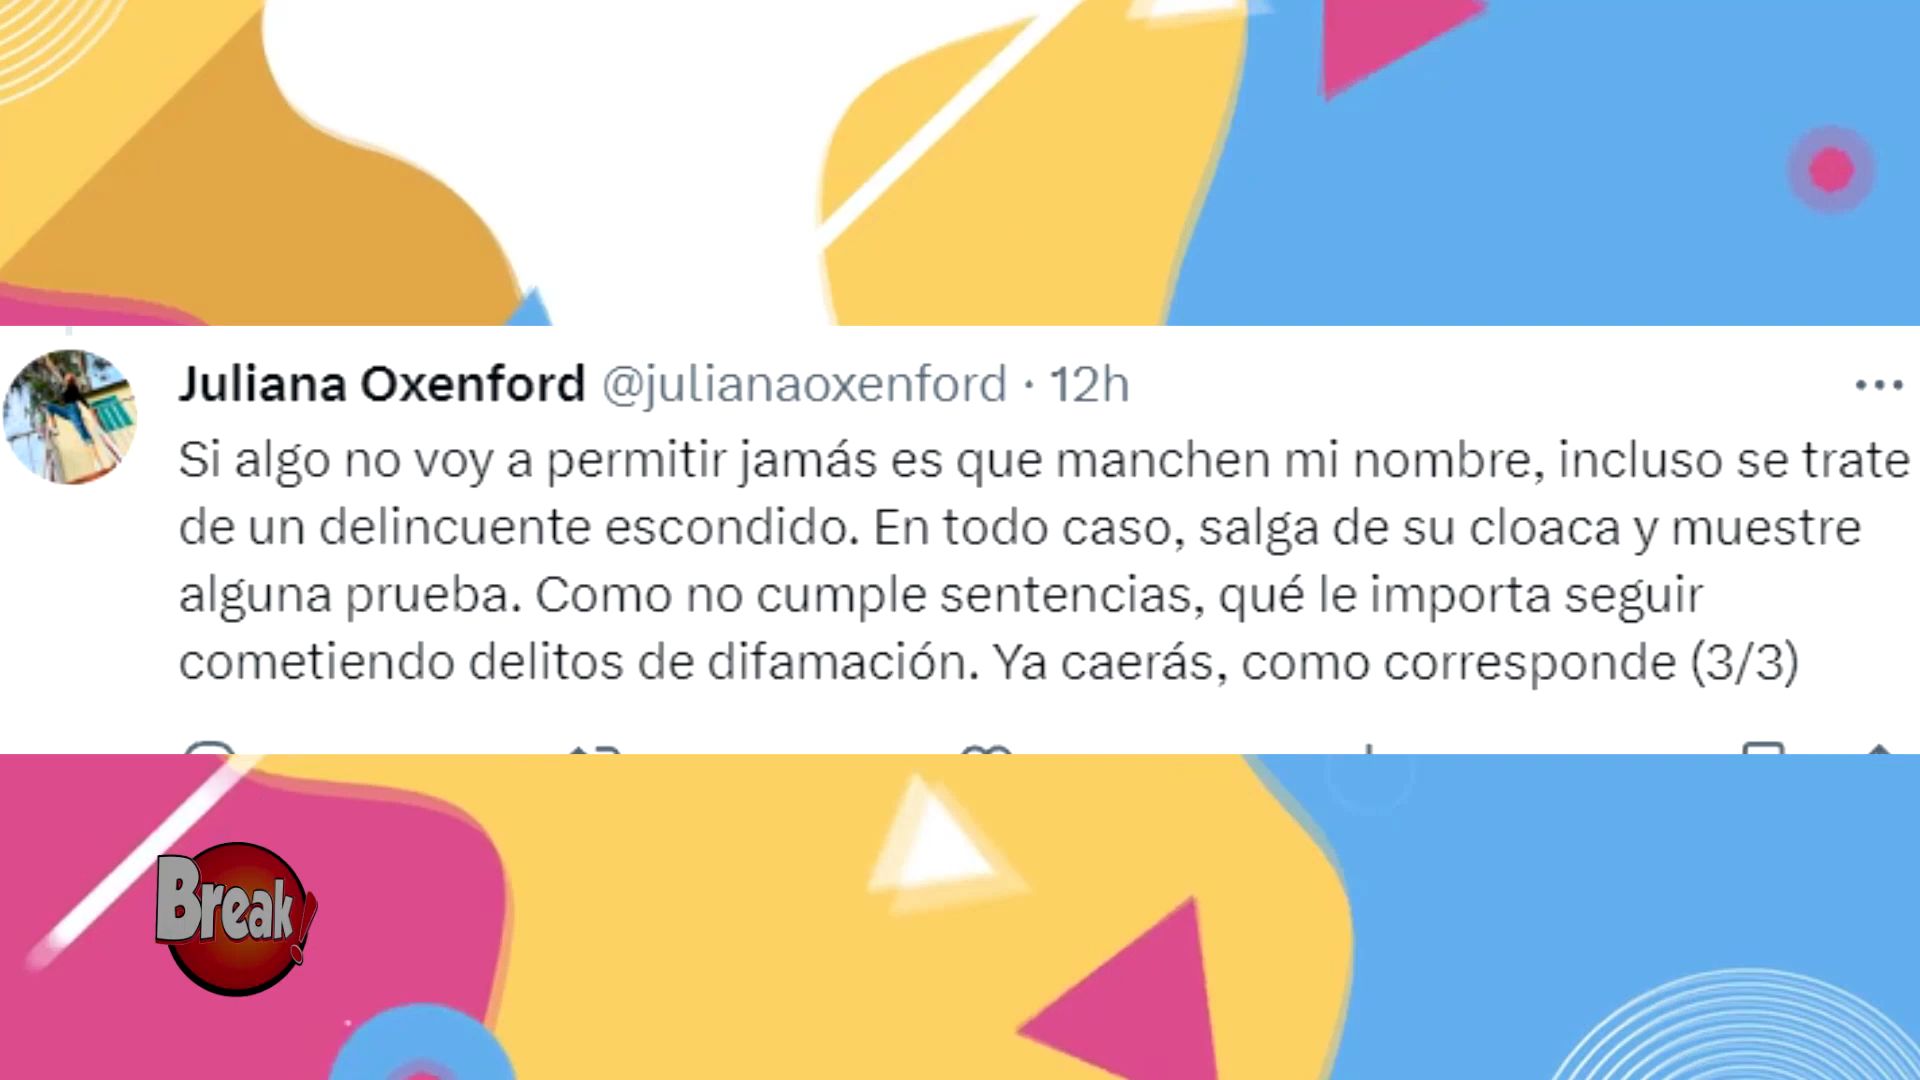 Juliana Oxenford @julianaoxenford · 12h
Si algo no voy a permitir jamás es que manchen mi nombre, incluso se trate
de un delincuente escondido. En todo caso, salga de su cloaca y muestre
alguna prueba. Como no cumple sentencias, qué le importa seguir
cometiendo delitos de difamación. Ya caerás, como corresponde (3/3)
Break!